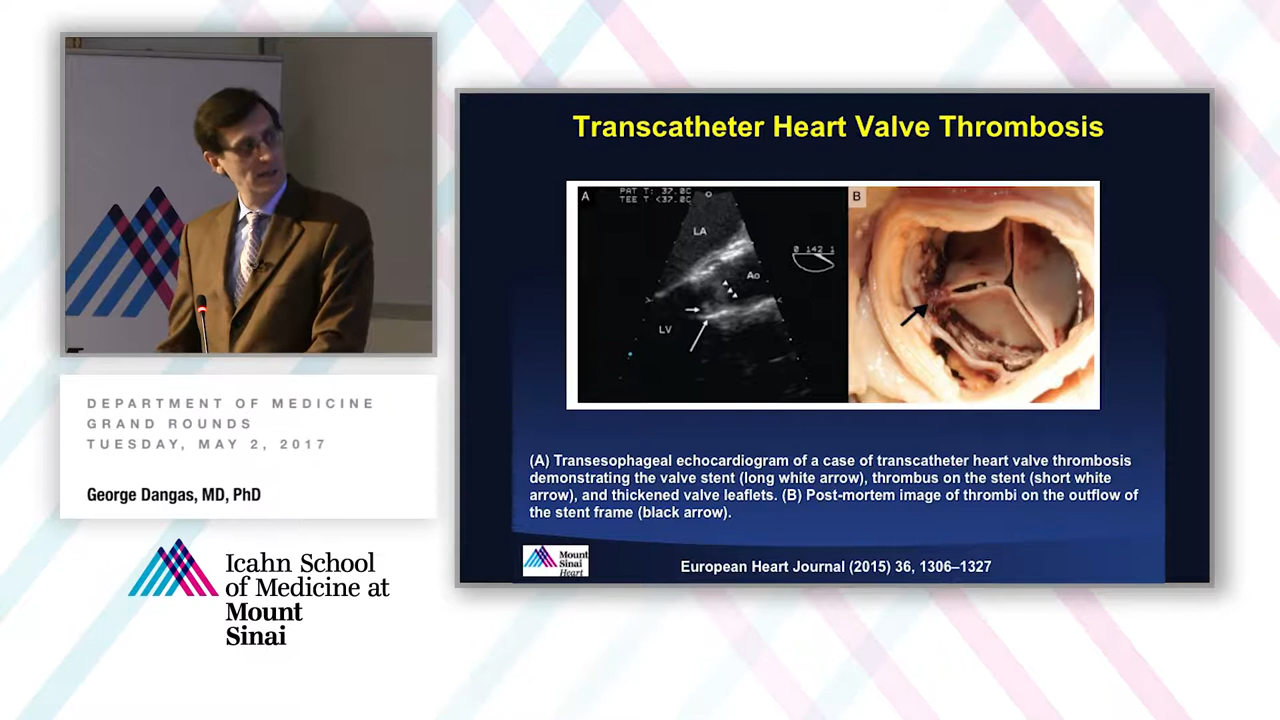 DEPARTMENT OF MEDICINE
GRAND ROUNDS
TUESDAY, MAY 2, 2017
George Dangas, MD, PhD
Icahn School
of Medicine at
Mount
Sinai
Transcatheter Heart Valve Thrombosis
A
PAT T: 37.0C
TEE T <37.0C
LA
0 142 1
Ao
LV
B
(A) Transesophageal echocardiogram of a case of transcatheter heart valve thrombosis
demonstrating the valve stent (long white arrow), thrombus on the stent (short white
arrow), and thickened valve leaflets. (B) Post-mortem image of thrombi on the outflow of
the stent frame (black arrow).
Mount
Sinai
Heart
European Heart Journal (2015) 36, 1306–1327